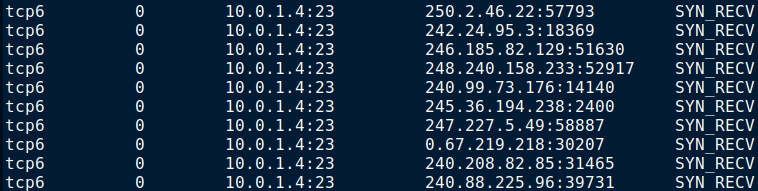 tcp6 0 10.0.1.4:23 250.2.46.22:57793 SYN_RECV
tcp6 0 10.0.1.4:23 242.24.95.3:18369 SYN_RECV
tcp6 0 10.0.1.4:23 246.185.82.129:51630 SYN_RECV
tcp6 0 10.0.1.4:23 248.240.158.233:52917 SYN_RECV
tcp6 0 10.0.1.4:23 240.99.73.176:14140 SYN_RECV
tcp6 0 10.0.1.4:23 245.36.194.238:2400 SYN_RECV
tcp6 0 10.0.1.4:23 247.227.5.49:58887 SYN_RECV
tcp6 0 10.0.1.4:23 0.67.219.218:30207 SYN_RECV
tcp6 0 10.0.1.4:23 240.208.82.85:31465 SYN_RECV
tcp6 0 10.0.1.4:23 240.88.225.96:39731 SYN_RECV